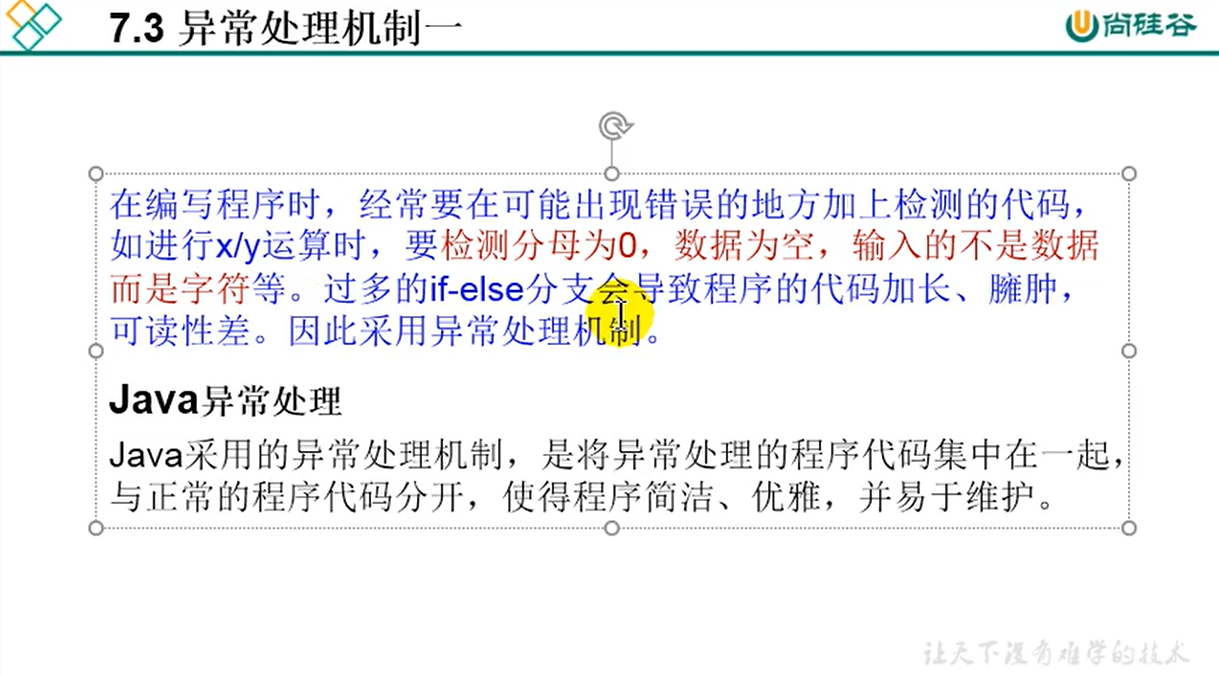 7.3 异常处理机制一
尚硅谷
在编写程序时，经常要在可能出现错误的地方加上检测的代码，
如进行x/y运算时，要检测分母为0，数据为空，输入的不是数据
而是字符等。过多的if-else分支会导致程序的代码加长、臃肿，
可读性差。因此采用异常处理机制。
Java异常处理
Java采用的异常处理机制，是将异常处理的程序代码集中在一起，
与正常的程序代码分开，使得程序简洁、优雅，并易于维护。
让天下没有难学的技术